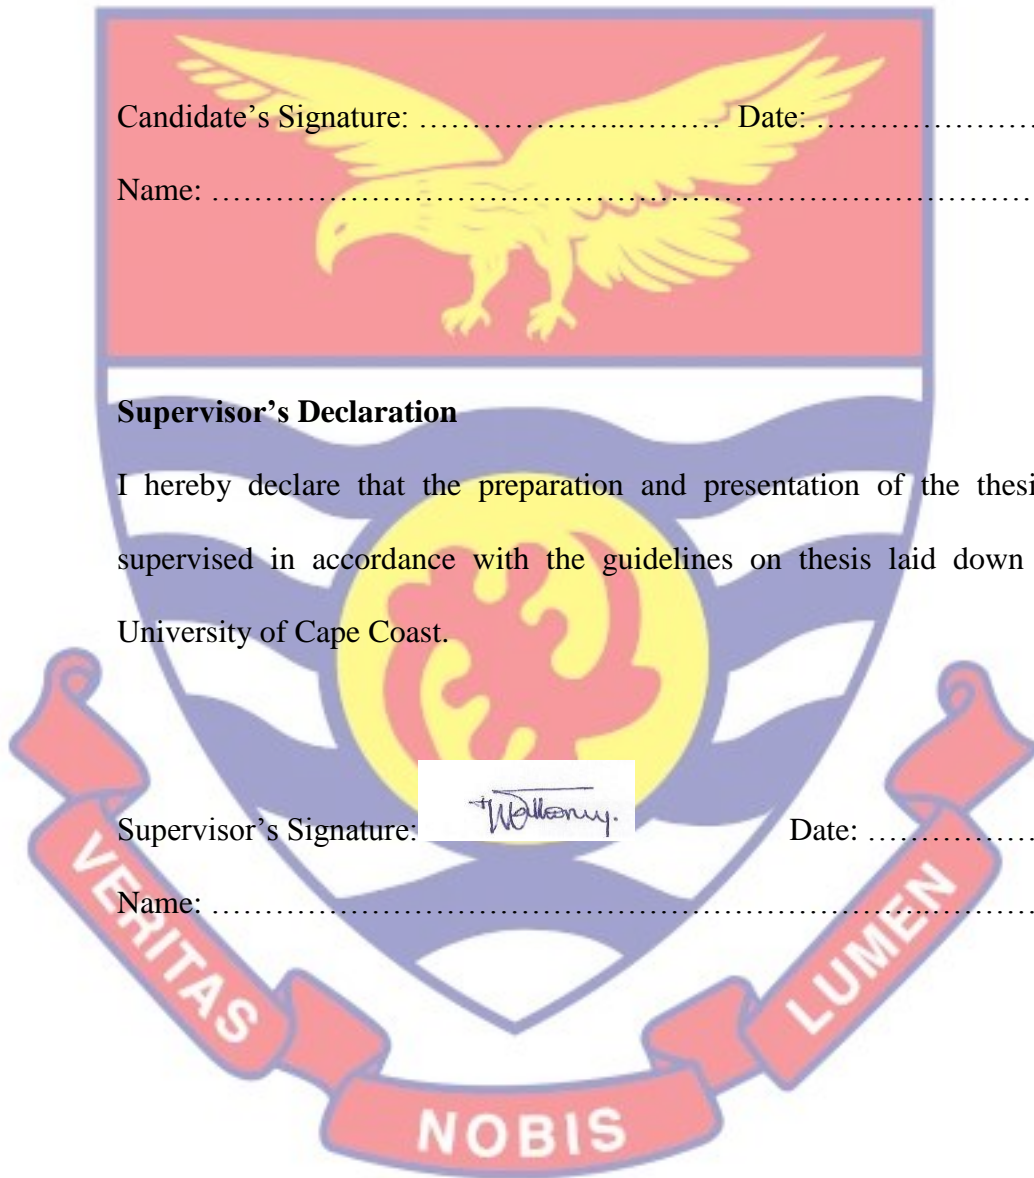 Candidate’s Signature: …………………..……… Date: …………………
Name: ……………………………………………………………………
Supervisor’s Declaration
I hereby declare that the preparation and presentation of the thesi
supervised in accordance with the guidelines on thesis laid down
University of Cape Coast.
Supervisor’s Signature: Date: ………………
Name: …………………………………………………………..…………
VERITAS
NOBIS
LUMEN